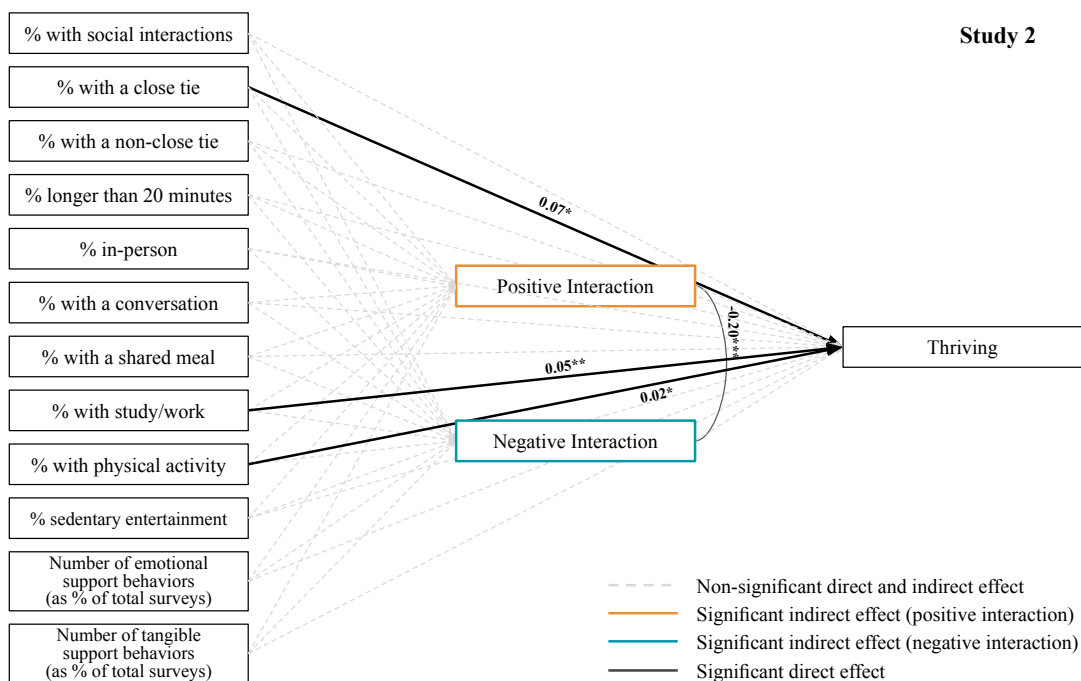 % with social interactions
Study 2
% with a close tie
% with a non-close tie
% longer than 20 minutes
0.07*
% in-person
Positive Interaction
% with a conversation
-0.20***
% with a shared meal
Thriving
0.05**
0.02*
% with study/work
Negative Interaction
% with physical activity
% sedentary entertainment
Number of emotional
support behaviors
(as % of total surveys)
Number of tangible
support behaviors
(as % of total surveys)
Non-significant direct and indirect effect
Significant indirect effect (positive interaction)
Significant indirect effect (negative interaction)
Significant direct effect